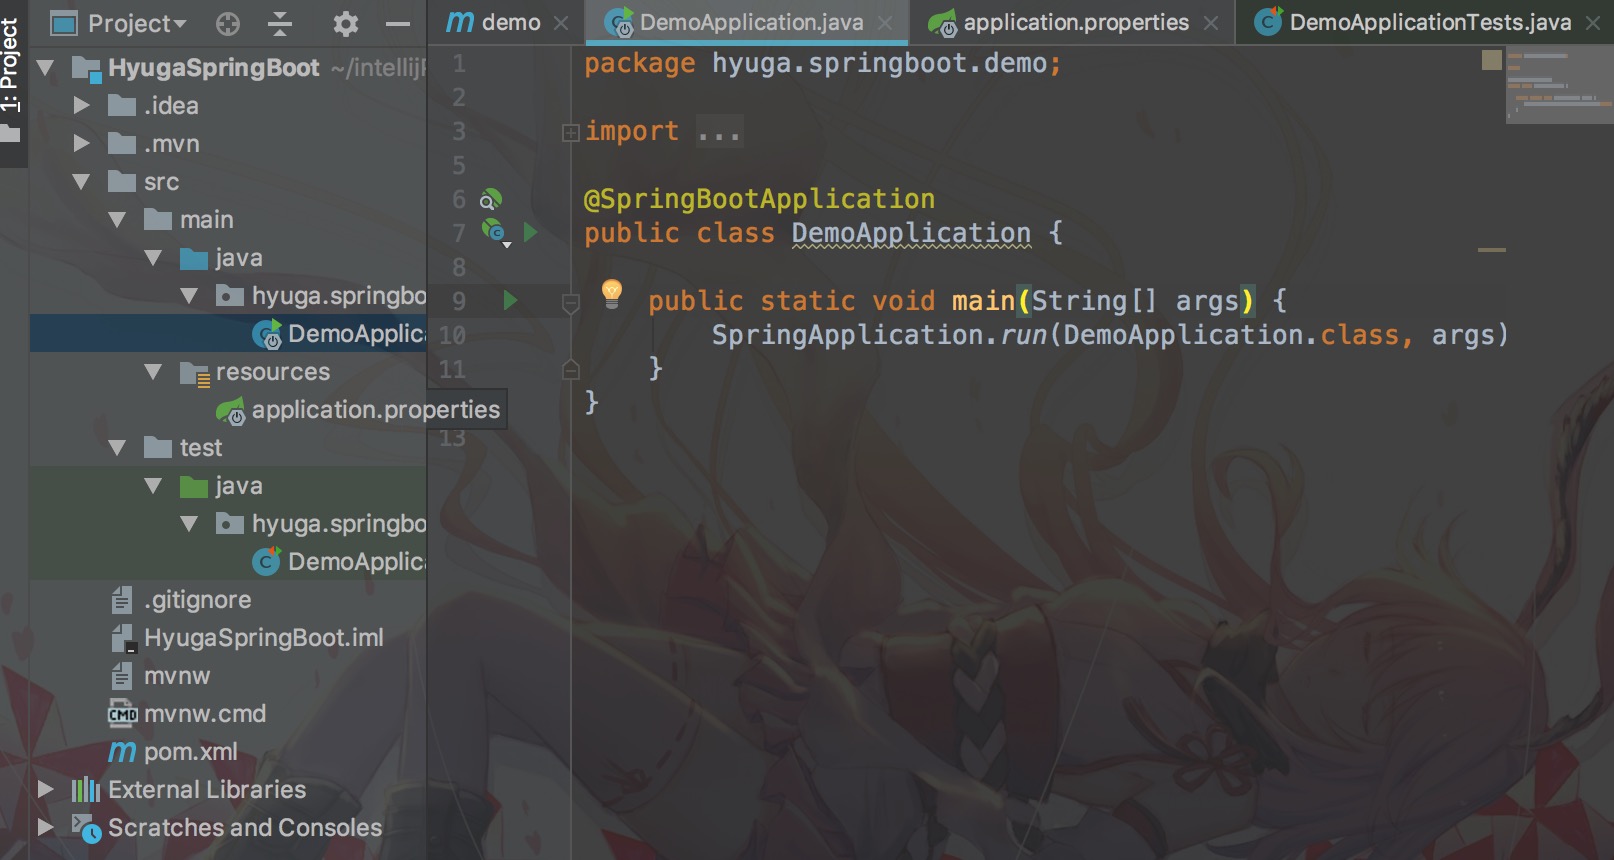 1: Project
Project
HyugaSpringBoot ~/intellijP
.idea
.mvn
src
main
java
hyuga.springbo
DemoApplic
resources
application.properties
test
java
hyuga.springbo
DemoApplic
.gitignore
HyugaSpringBoot.iml
mvnw
CMD mvnw.cmd
m pom.xml
External Libraries
Scratches and Consoles
m demo
DemoApplication.java
application.properties
DemoApplicationTests.java
1 package hyuga.springboot.demo;
2
3 import ...
5
6 @SpringBootApplication
7 public class DemoApplication {
8
9 public static void main(String[] args) {
10 SpringApplication.run(DemoApplication.class, args)
11 }
}
13